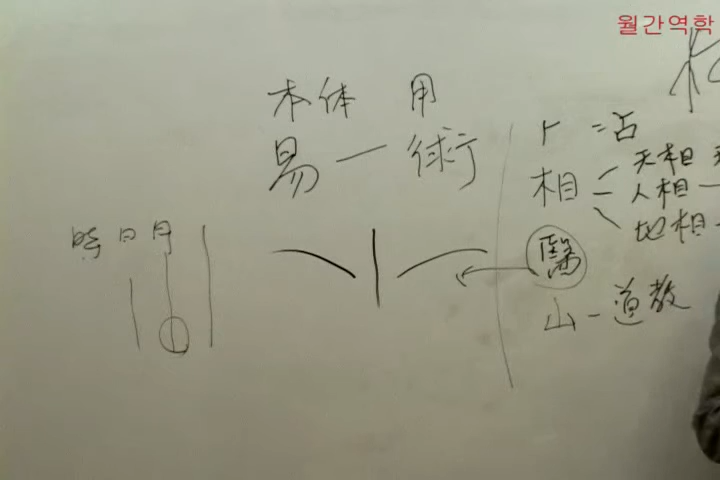 월간역학
本体 用
易 一 術
卜 = 占
相 天相
人相 一
地相
醫
山 - 道教
時 日 月